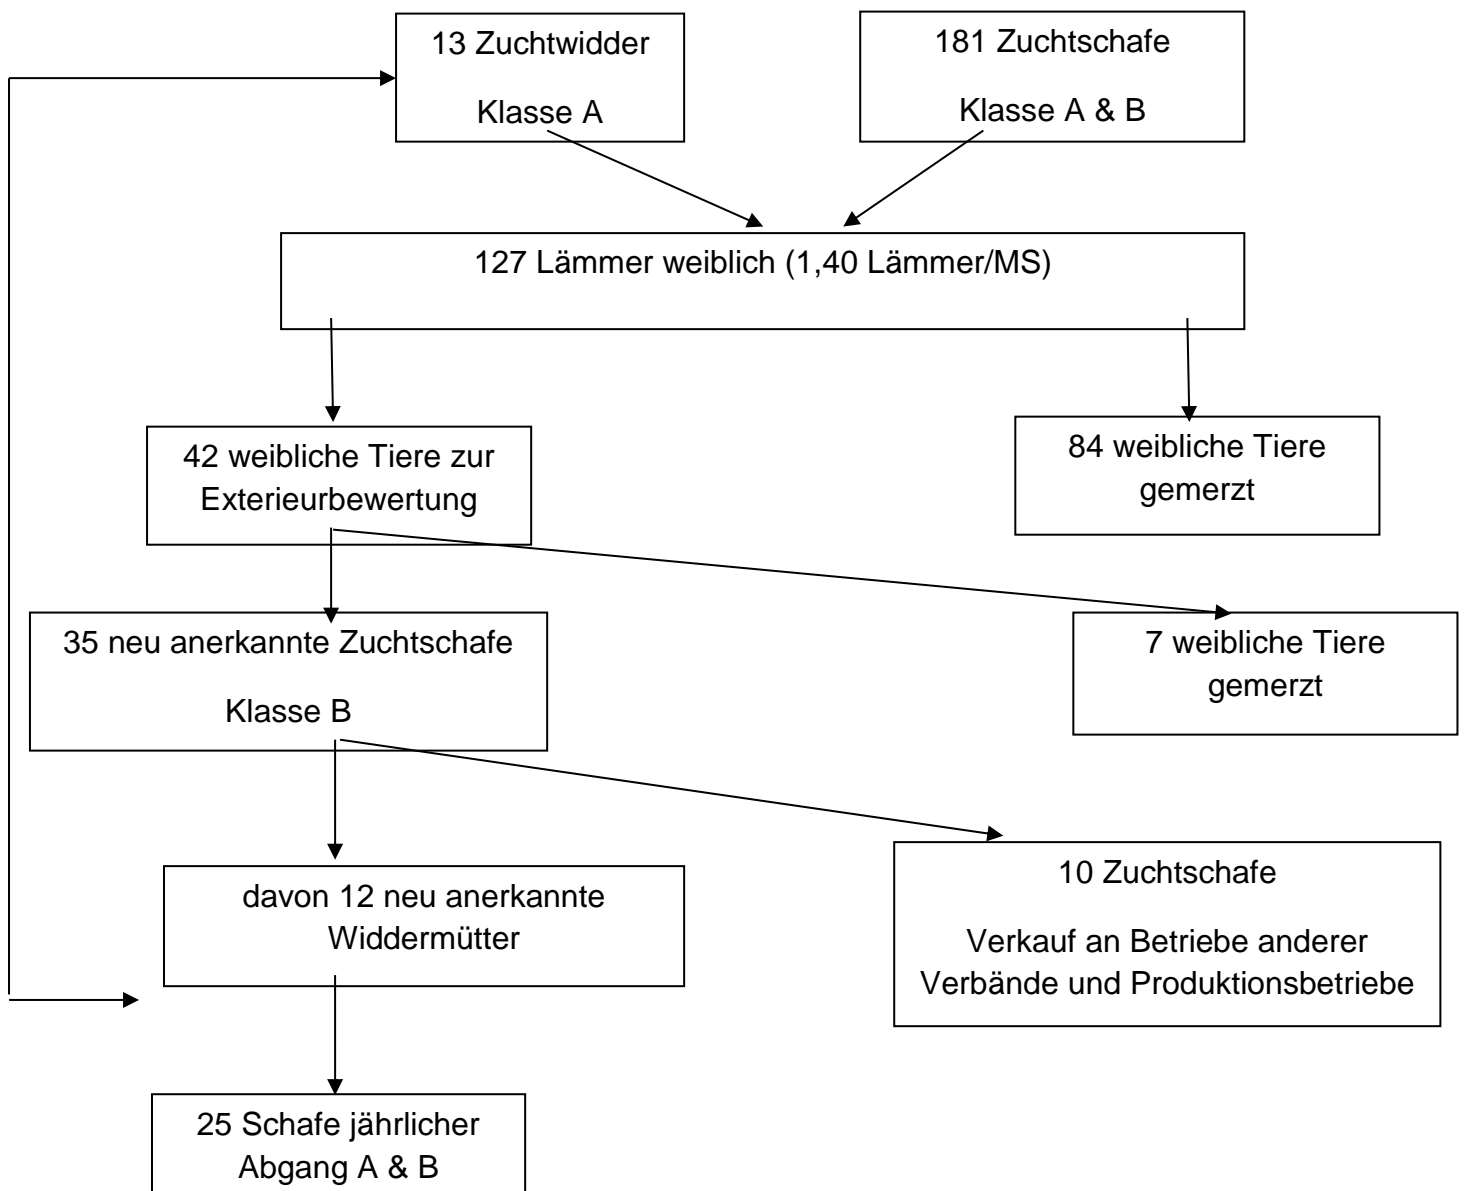 13 Zuchtwidder
Klasse A
181 Zuchtschafe
Klasse A & B
127 Lämmer weiblich (1,40 Lämmer/MS)
42 weibliche Tiere zur
Exterieurbewertung
84 weibliche Tiere
gemerzt
35 neu anerkannte Zuchtschafe
Klasse B
7 weibliche Tiere
gemerzt
davon 12 neu anerkannte
Widdermütter
10 Zuchtschafe
Verkauf an Betriebe anderer
Verbände und Produktionsbetriebe
25 Schafe jährlicher
Abgang A & B